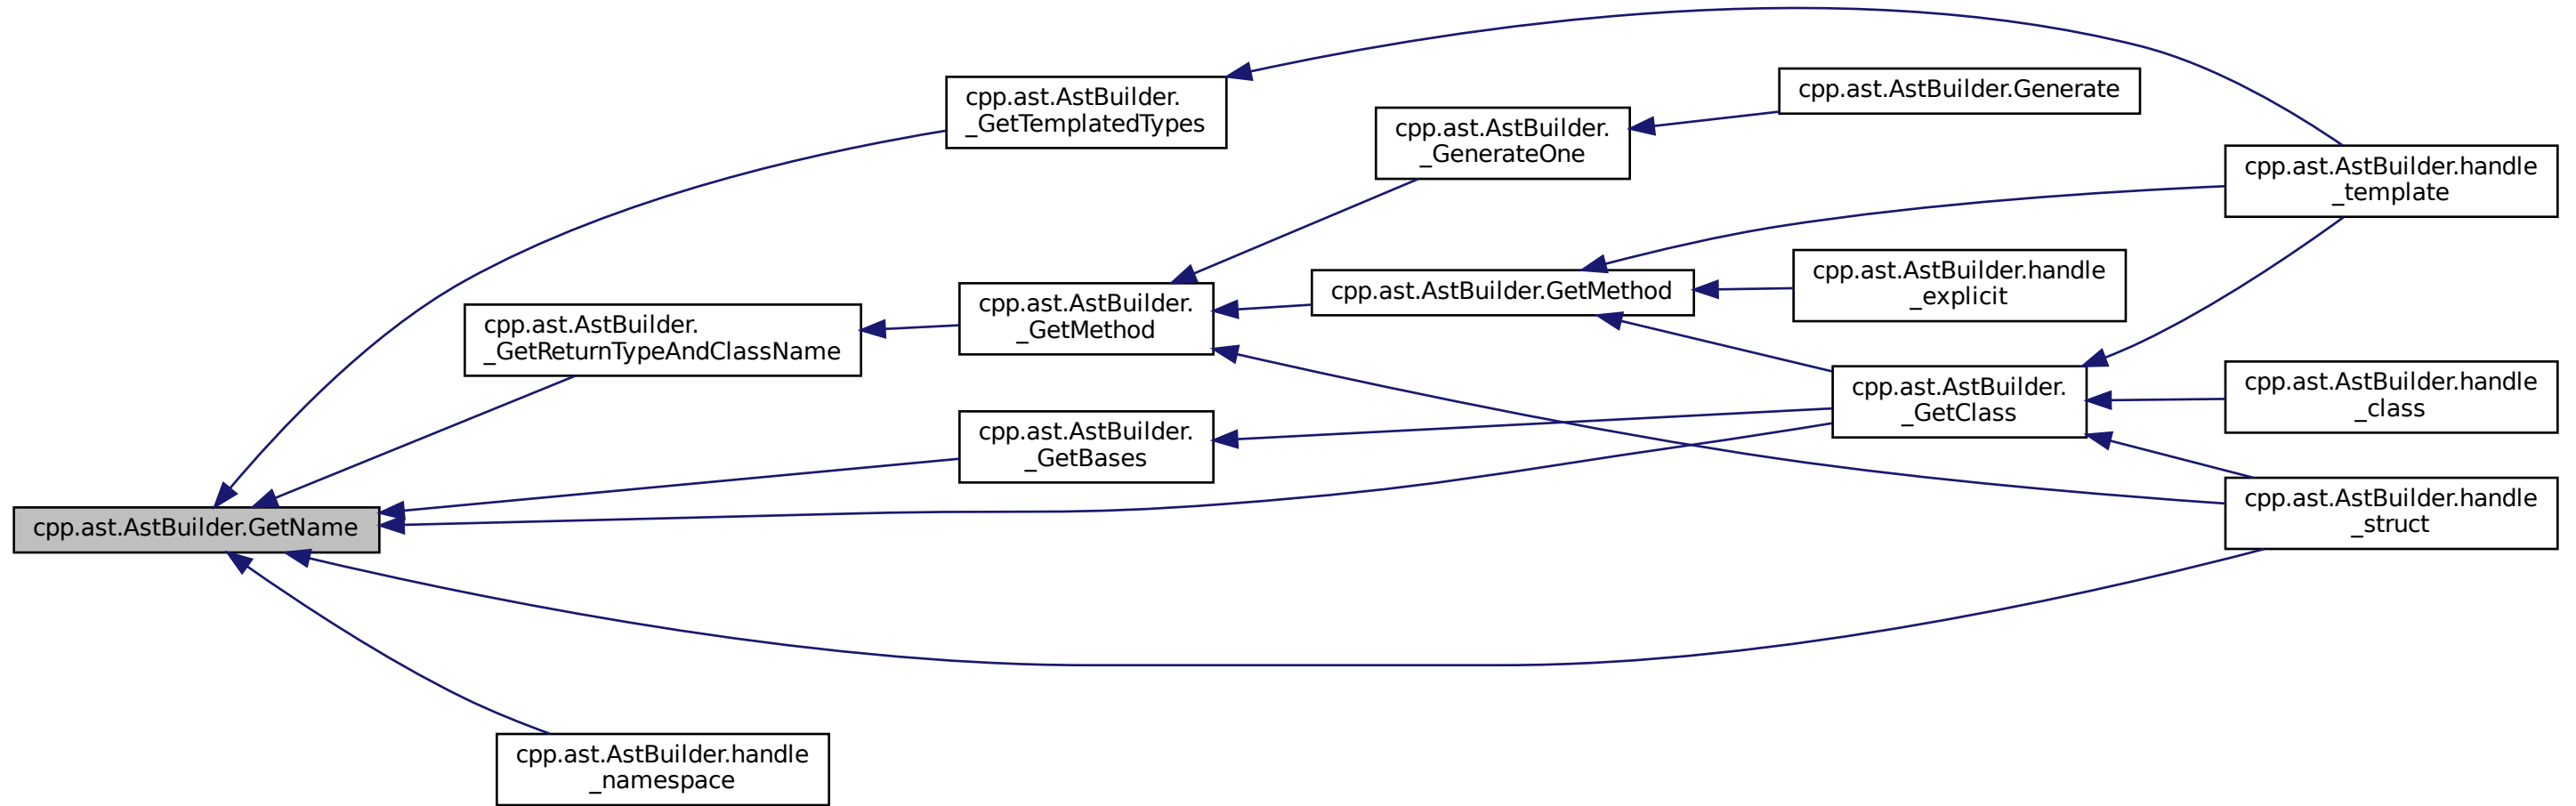 cpp.ast.AstBuilder.GetName
cpp.ast.AstBuilder.
_GetTemplatedTypes
cpp.ast.AstBuilder.
_GetReturnTypeAndClassName
cpp.ast.AstBuilder.
_GetMethod
cpp.ast.AstBuilder.
_GetBases
cpp.ast.AstBuilder.handle
_namespace
cpp.ast.AstBuilder.
_GenerateOne
cpp.ast.AstBuilder.GetMethod
cpp.ast.AstBuilder.Generate
cpp.ast.AstBuilder.handle
_explicit
cpp.ast.AstBuilder.
_GetClass
cpp.ast.AstBuilder.handle
_template
cpp.ast.AstBuilder.handle
_class
cpp.ast.AstBuilder.handle
_struct